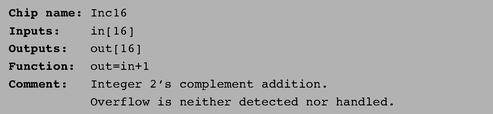 Chip name: Inc16
Inputs: in[16]
Outputs: out[16]
Function: out=in+1
Comment: Integer 2’s complement addition.
Overflow is neither detected nor handled.